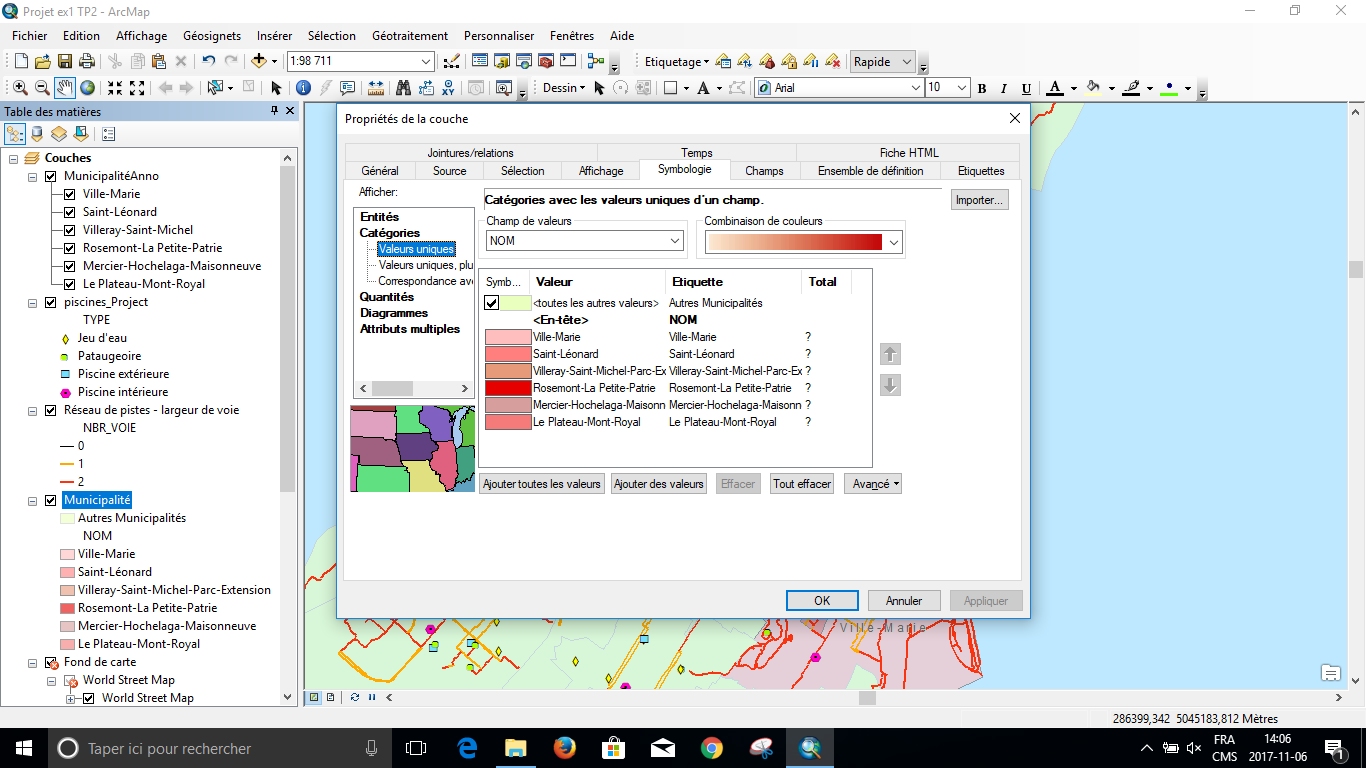 Projet ex1 TP2 - ArcMap
Fichier Edition Affichage Géosignets Insérer Sélection Géotraitement Personnaliser Fenêtres Aide
1:98 711 Etiquetage Rapide
Dessin Arial 10 B I U A
Table des matières
Couches
MunicipalitéAnno
Ville-Marie
Saint-Léonard
Villeray-Saint-Michel
Rosemont-La Petite-Patrie
Mercier-Hochelaga-Maisonneuve
Le Plateau-Mont-Royal
piscines_Project
TYPE
Jeu d'eau
Pataugeoire
Piscine extérieure
Piscine intérieure
Réseau de pistes - largeur de voie
NBR_VOIE
0
1
2
Municipalité
Autres Municipalités
NOM
Ville-Marie
Saint-Léonard
Villeray-Saint-Michel-Parc-Extension
Rosemont-La Petite-Patrie
Mercier-Hochelaga-Maisonneuve
Le Plateau-Mont-Royal
Fond de carte
World Street Map
World Street Map
Propriétés de la couche
Jointures/relations Temps Fiche HTML
Général Source Sélection Affichage Symbologie Champs Ensemble de définition Etiquettes
Afficher:
Entités
Catégories
Valeurs uniques
Valeurs uniques, plu
Correspondance ave
Quantités
Diagrammes
Attributs multiples
Catégories avec les valeurs uniques d'un champ.
Importer...
Champ de valeurs
NOM
Combinaison de couleurs
Symb... Valeur Etiquette Total
<toutes les autres valeurs> Autres Municipalités
<En-tête> NOM
Ville-Marie Ville-Marie ?
Saint-Léonard Saint-Léonard ?
Villeray-Saint-Michel-Parc-Ex Villeray-Saint-Michel-Parc-Ex ?
Rosemont-La Petite-Patrie Rosemont-La Petite-Patrie ?
Mercier-Hochelaga-Maisonn Mercier-Hochelaga-Maisonn ?
Le Plateau-Mont-Royal Le Plateau-Mont-Royal ?
Ajouter toutes les valeurs Ajouter des valeurs Effacer Tout effacer Avancé
OK Annuler Appliquer
Ville-Marie
286399,342 5045183,812 Mètres
Taper ici pour rechercher
FRA
CMS
14:06
2017-11-06
1